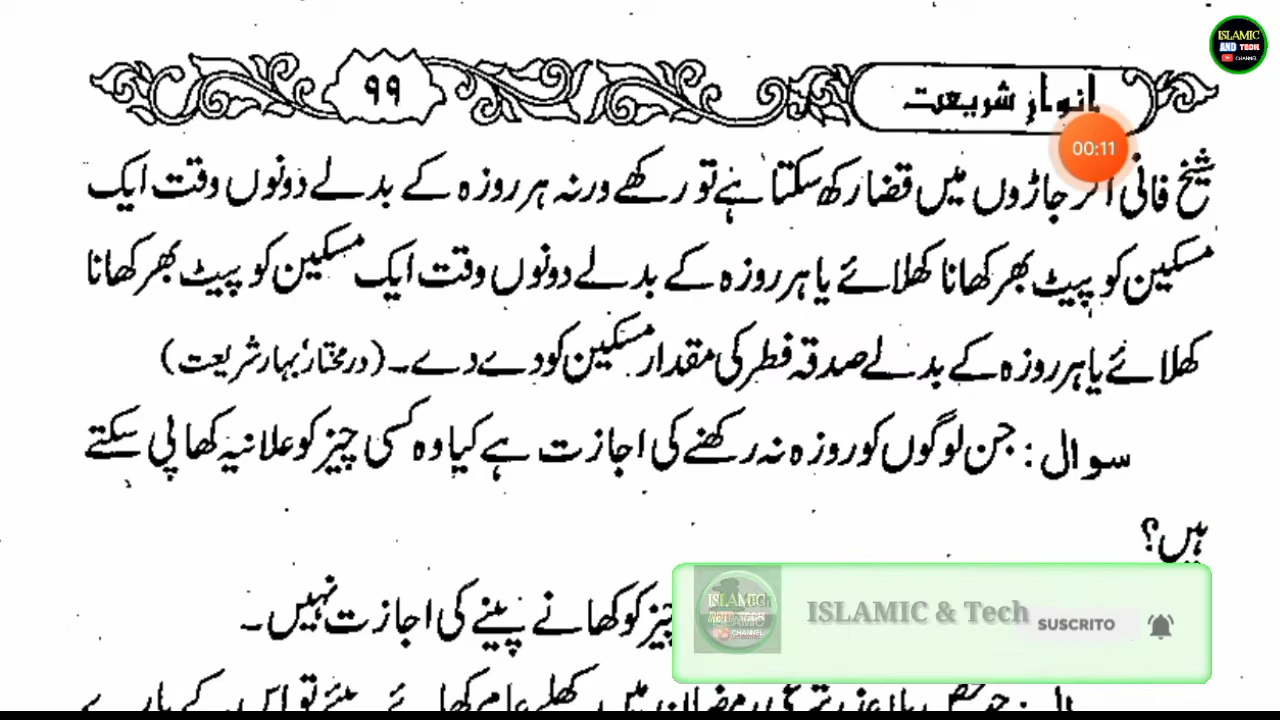 ISLAMIC
AND TECH
CHANNEL
۹۹
انوارِ شریعت
00:11
شیخ فانی اگر جاڑوں میں قضا رکھ سکتا ہے تو رکھے ورنہ ہر روزہ کے بدلے دونوں وقت ایک
مسکین کو پیٹ بھر کھانا کھلائے یا ہر روزہ کے بدلے دونوں وقت ایک مسکین کو پیٹ بھر کھانا
کھلائے یا ہر روزہ کے بدلے صدقہ فطر کی مقدار مسکین کو دے دے۔ (درمختار، بہار شریعت)
سوال: جن لوگوں کو روزہ نہ رکھنے کی اجازت ہے کیا وہ کسی چیز کو علانیہ کھا پی سکتے
ہیں؟
چیز کو کھانے پینے کی اجازت نہیں۔
ISLAMIC & Tech
SUSCRITO